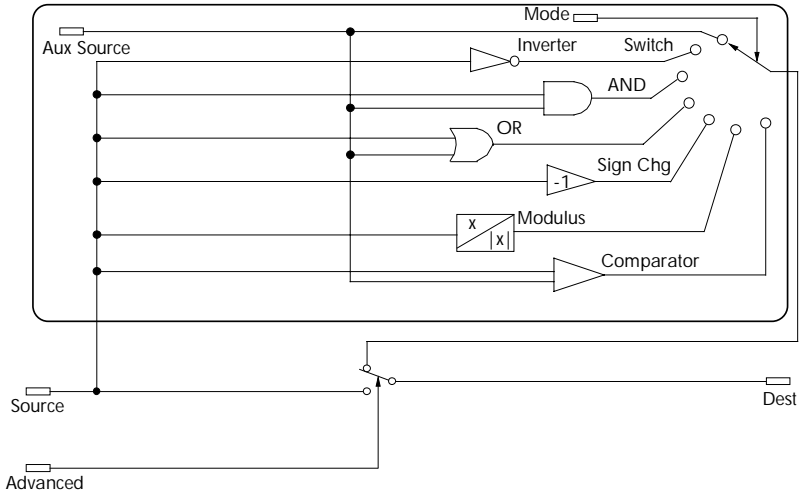 Mode
Aux Source
Inverter
Switch
AND
OR
Sign Chg
-1
x
|x|
Modulus
Comparator
Source
Dest
Advanced